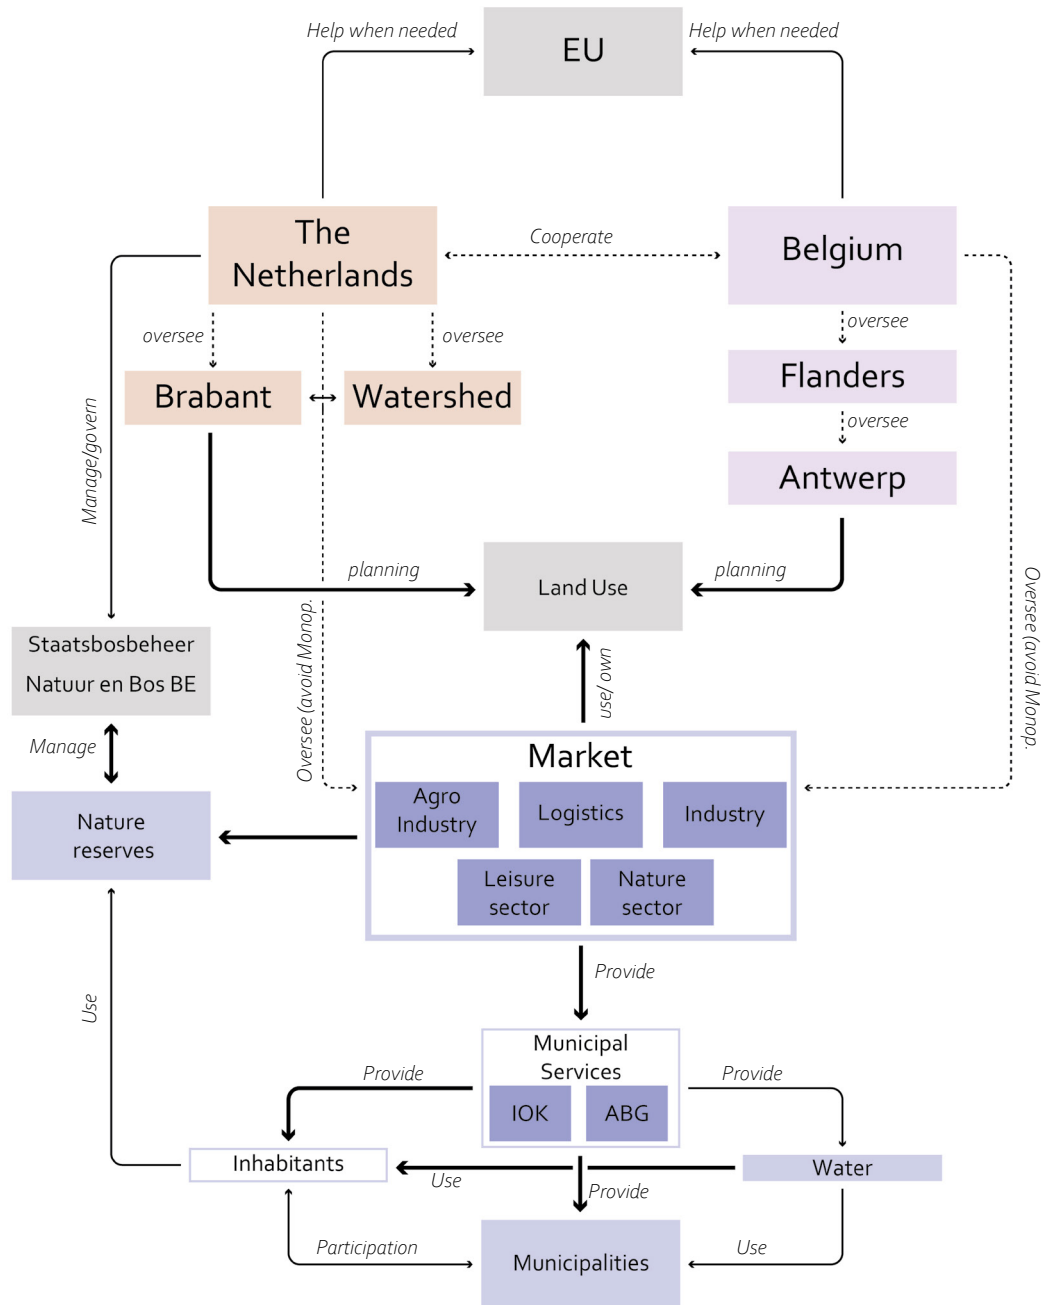 Help when needed
EU
Help when needed
The
Netherlands
Cooperate
Belgium
oversee
oversee
oversee
Brabant
Watershed
Flanders
oversee
Manage/govern
Antwerp
planning
Land Use
planning
Oversee (avoid Monop.
Oversee (avoid Monop.
Staatsbosbeheer
Natuur en Bos BE
use/ own
Manage
Market
Nature
reserves
Agro
Industry
Logistics
Industry
Leisure
sector
Nature
sector
Provide
Use
Municipal
Services
Provide
Provide
IOK
ABG
Inhabitants
Use
Provide
Water
Participation
Municipalities
Use